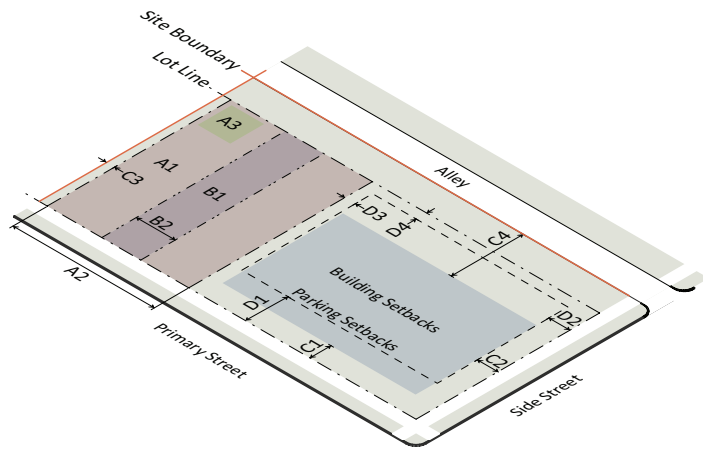 Site Boundary
Lot Line
A3
A1
C3
B1
B2
A2
Alley
D3
D4
C4
Building Setbacks
Parking Setbacks
D1
D2
C1
C2
Primary Street
Side Street